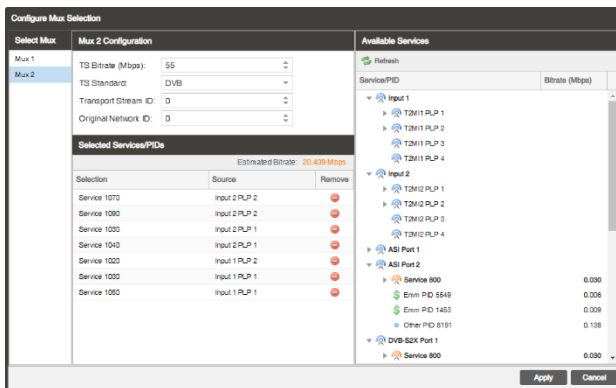 Configure Mux Selection
Select Mux
Mux 1
Mux 2
Mux 2 Configuration
TS Bitrate (Mbps): 55
TS Standard: DVB
Transport Stream ID: 0
Original Network ID: 0
Selected Services/PIDs
Estimated Bitrate: 20.439 Mbps
Selection Source Remove
Service 1070 Input 2 PLP 2
Service 1090 Input 2 PLP 2
Service 1030 Input 2 PLP 1
Service 1040 Input 2 PLP 1
Service 1020 Input 1 PLP 2
Service 1030 Input 1 PLP 1
Service 1050 Input 1 PLP 1
Available Services
Refresh
Service/PID Bitrate (Mbps)
Input 1
T2MI1 PLP 1
T2MI1 PLP 2
T2MI1 PLP 3
T2MI1 PLP 4
Input 2
T2MI2 PLP 1
T2MI2 PLP 2
T2MI2 PLP 3
T2MI2 PLP 4
ASI Port 1
ASI Port 2
Service 800 0.030
Emm PID 5549 0.006
Emm PID 1453 0.009
Other PID 8191 0.136
DVB-S2X Port 1
Service 800 0.030
Apply Cancel